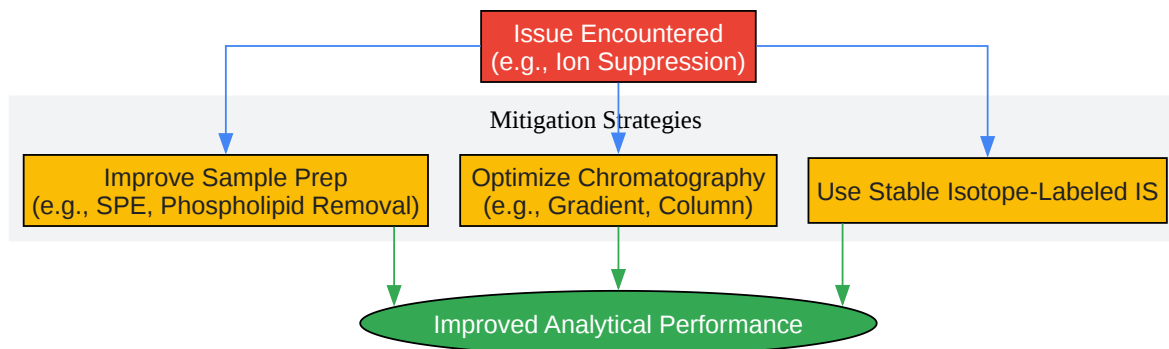 Issue Encountered
(e.g., Ion Suppression)
Mitigation Strategies
Improve Sample Prep
(e.g., SPE, Phospholipid Removal)
Optimize Chromatography
(e.g., Gradient, Column)
Use Stable Isotope-Labeled IS
Improved Analytical Performance